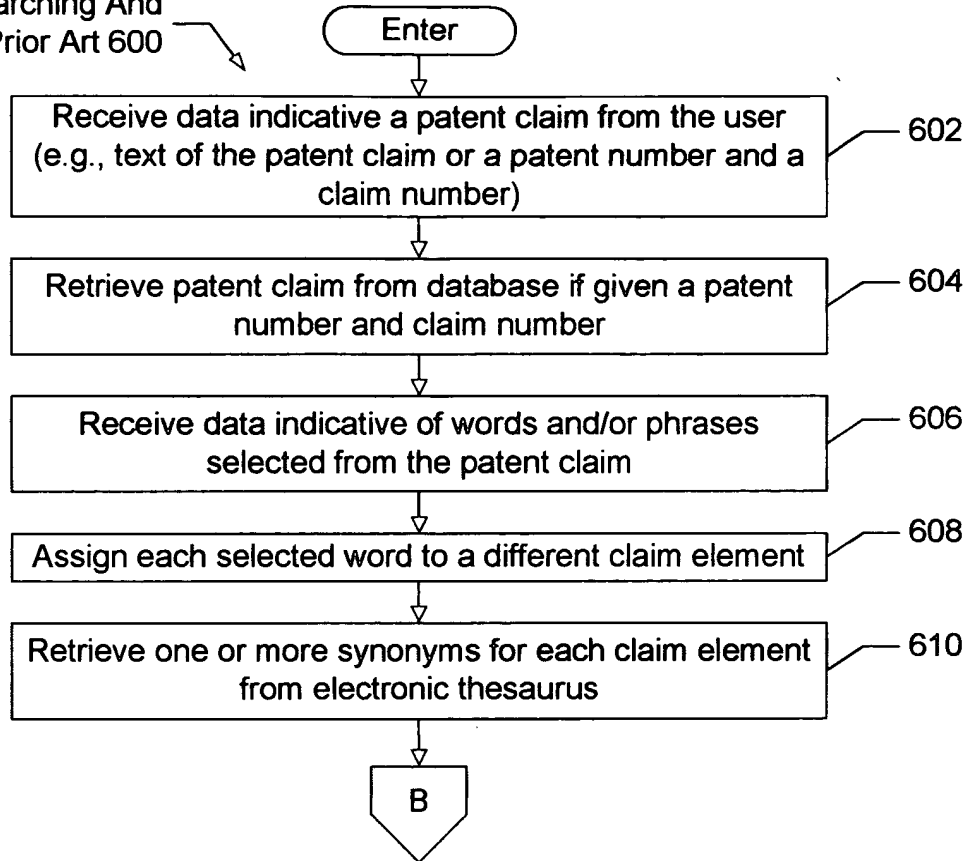 arching And
Prior Art 600
Enter
Receive data indicative a patent claim from the user
(e.g., text of the patent claim or a patent number and a
claim number)
602
Retrieve patent claim from database if given a patent
number and claim number
604
Receive data indicative of words and/or phrases
selected from the patent claim
606
Assign each selected word to a different claim element
608
Retrieve one or more synonyms for each claim element
from electronic thesaurus
610
B